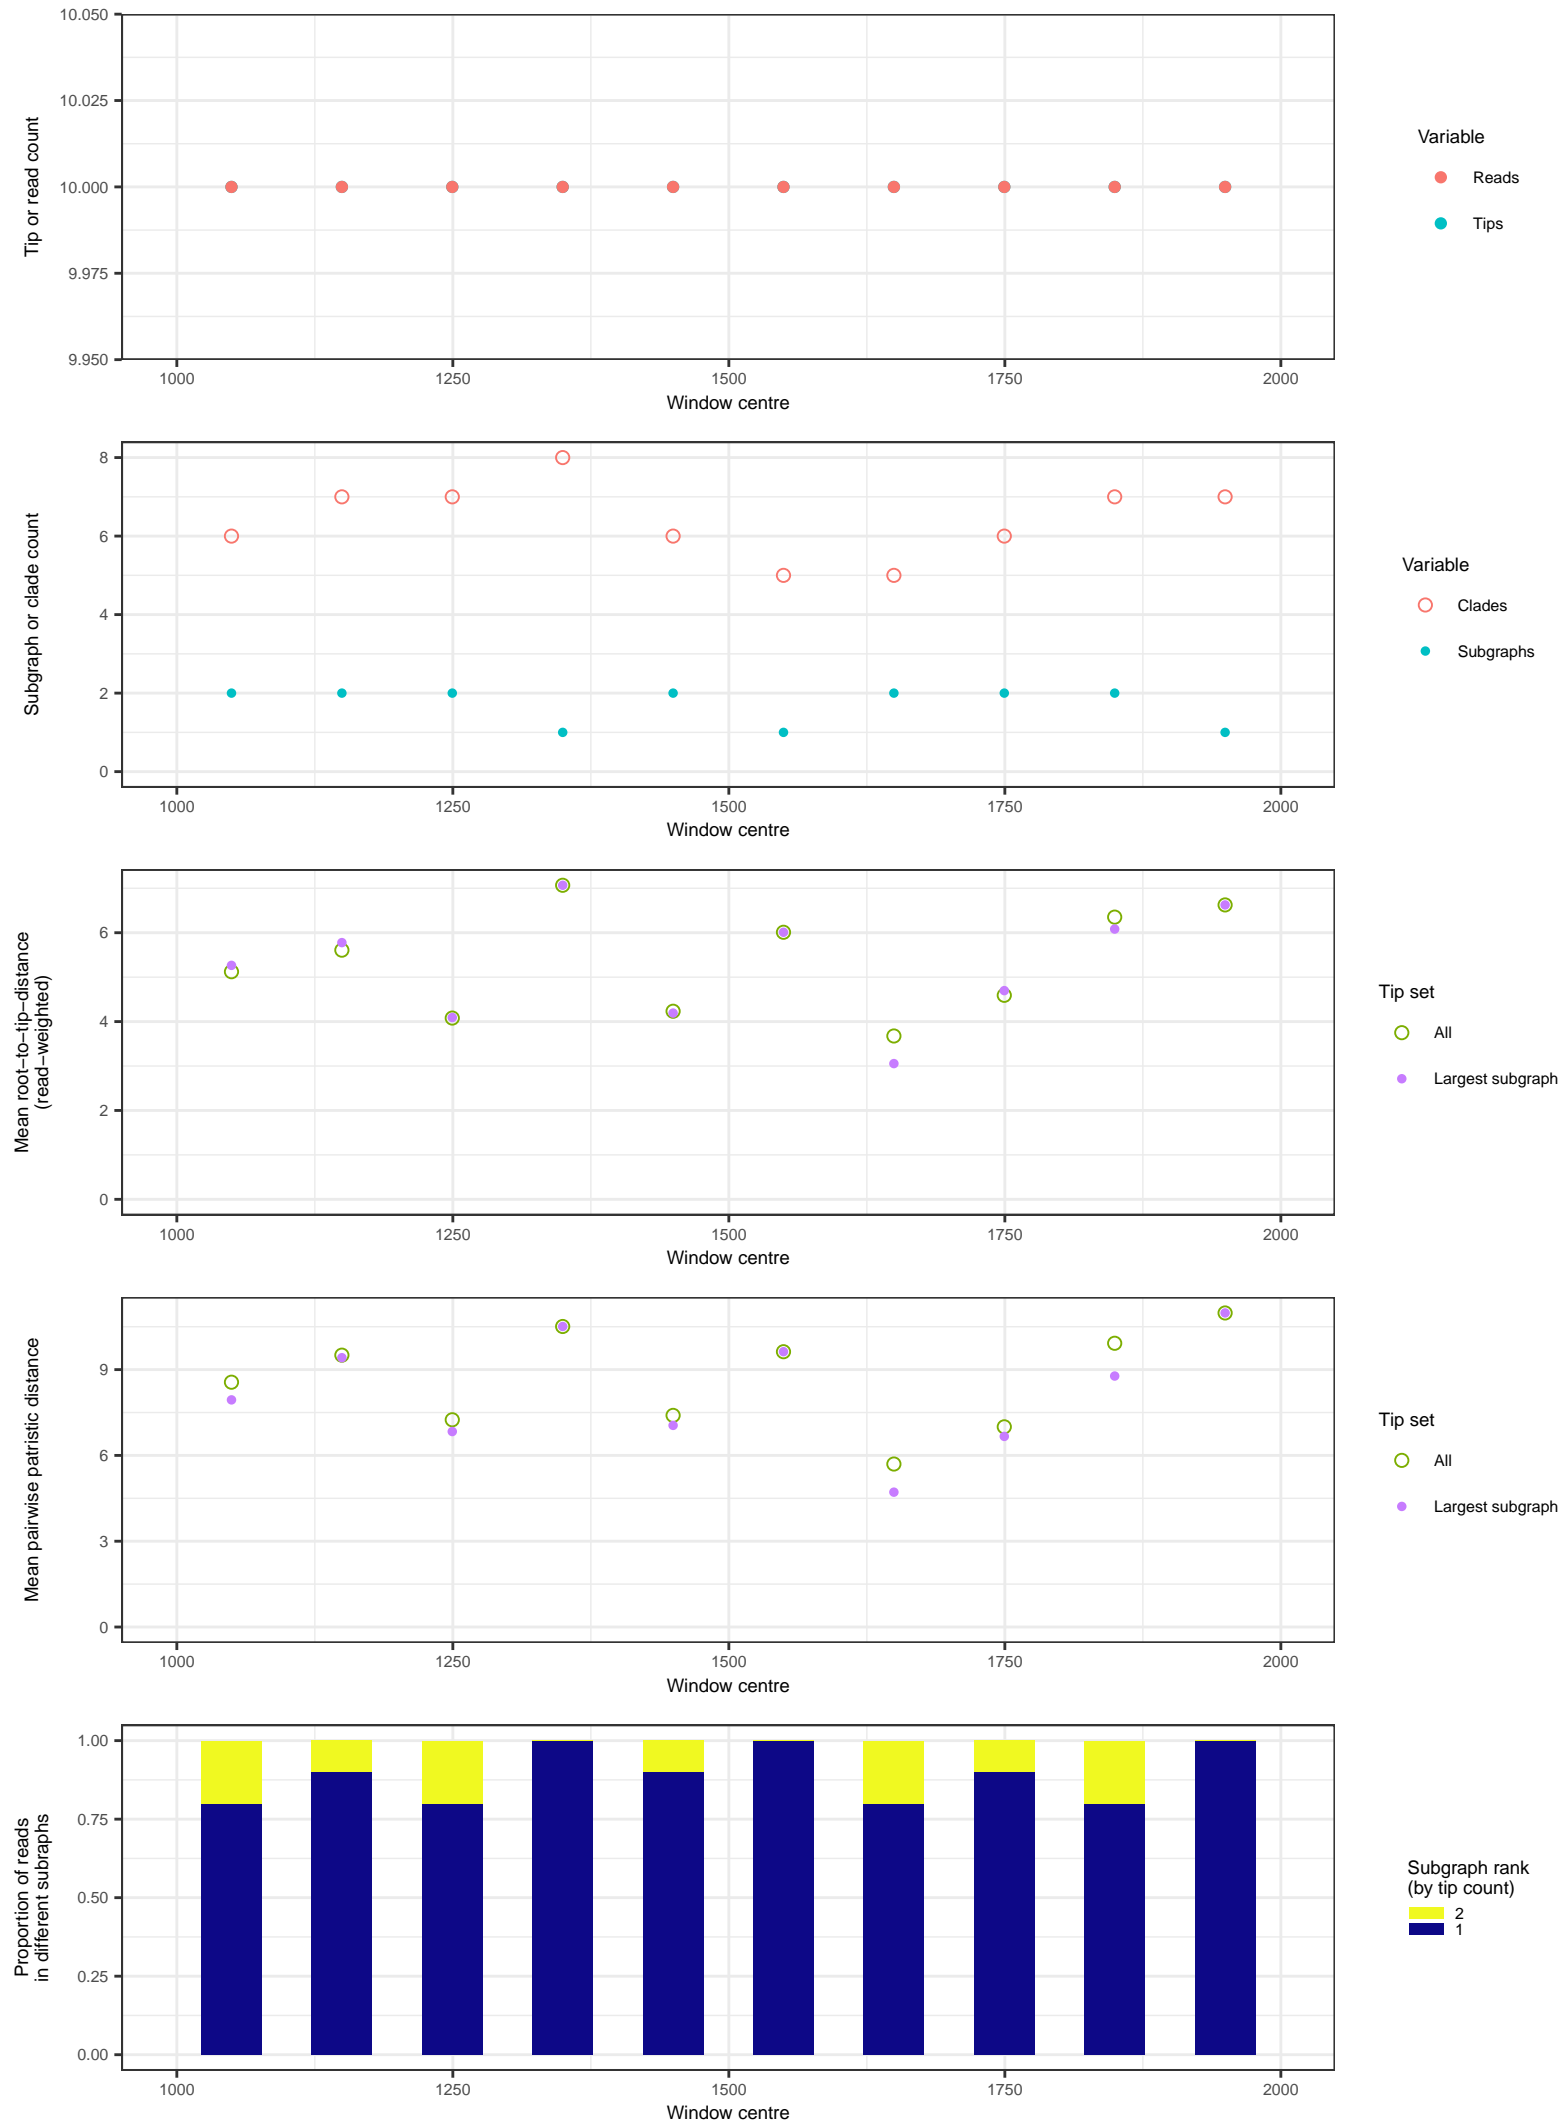 10.050
10.025
10.000
9.975
9.950
Tip or read count
1000 1250 1500 1750 2000
Window centre
Variable
Reads
Tips
8
6
4
2
0
Subgraph or clade count
1000 1250 1500 1750 2000
Window centre
Variable
Clades
Subgraphs
6
4
2
0
Mean root−to−tip−distance
(read−weighted)
1000 1250 1500 1750 2000
Window centre
Tip set
All
Largest subgraph
9
6
3
0
Mean pairwise patristic distance
1000 1250 1500 1750 2000
Window centre
Tip set
All
Largest subgraph
1.00
0.75
0.50
0.25
0.00
Proportion of reads
in different subraphs
1000 1250 1500 1750 2000
Window centre
Subgraph rank
(by tip count)
2
1